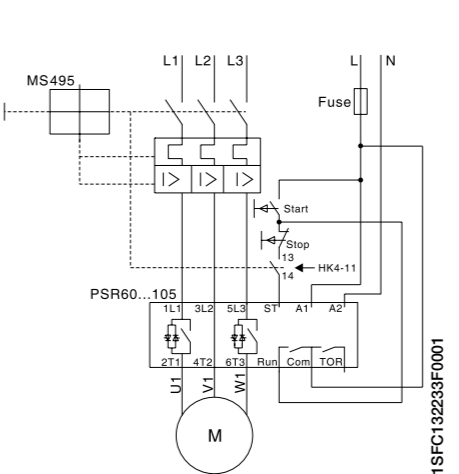 L1 L2 L3 L N
MS495
Fuse
I> I> I>
Start
Stop
13
14
HK4-11
PSR60...105
1L1 3L2 5L3 ST A1 A2
2T1 4T2 6T3 Run Com TOR
U1 V1 W1
M
1SFC132233F0001